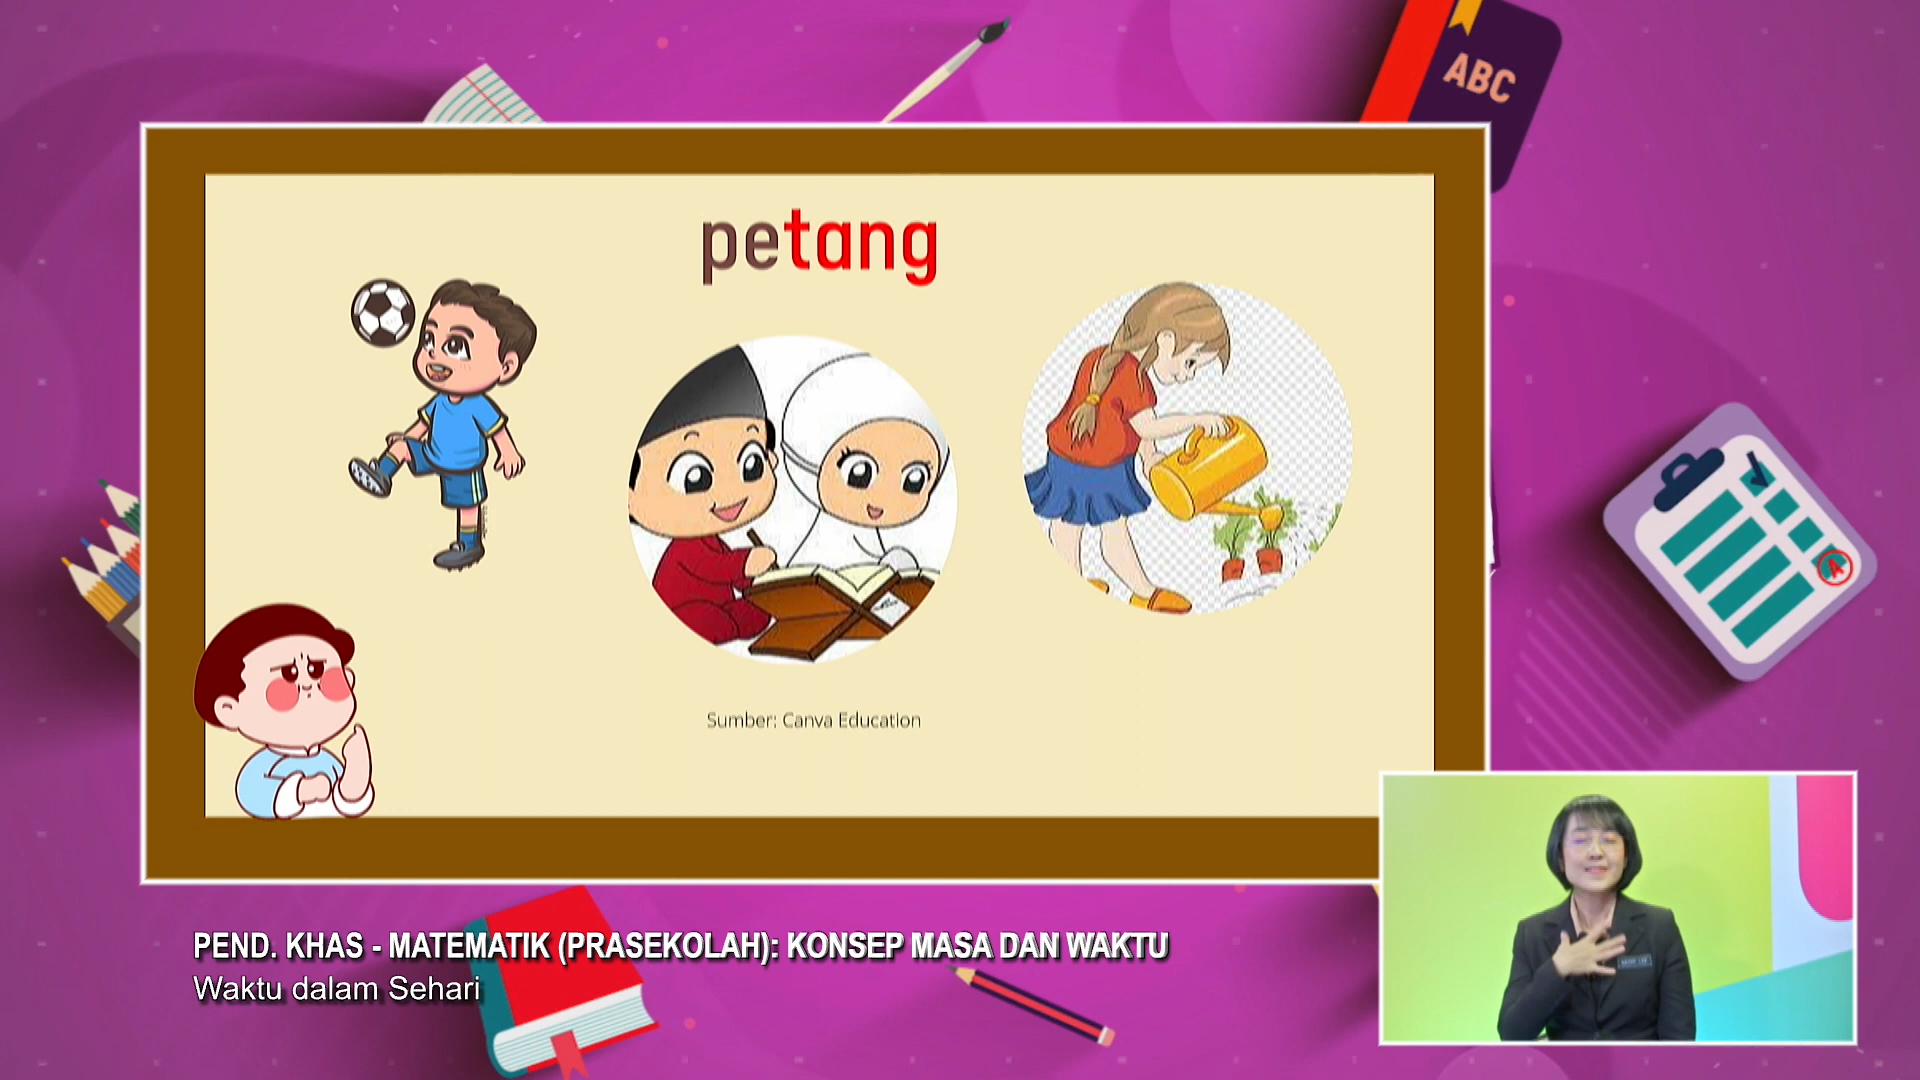 ABC
petang
A
Sumber: Canva Education
PEND. KHAS - MATEMATIK (PRASEKOLAH): KONSEP MASA DAN WAKTU
Waktu dalam Sehari